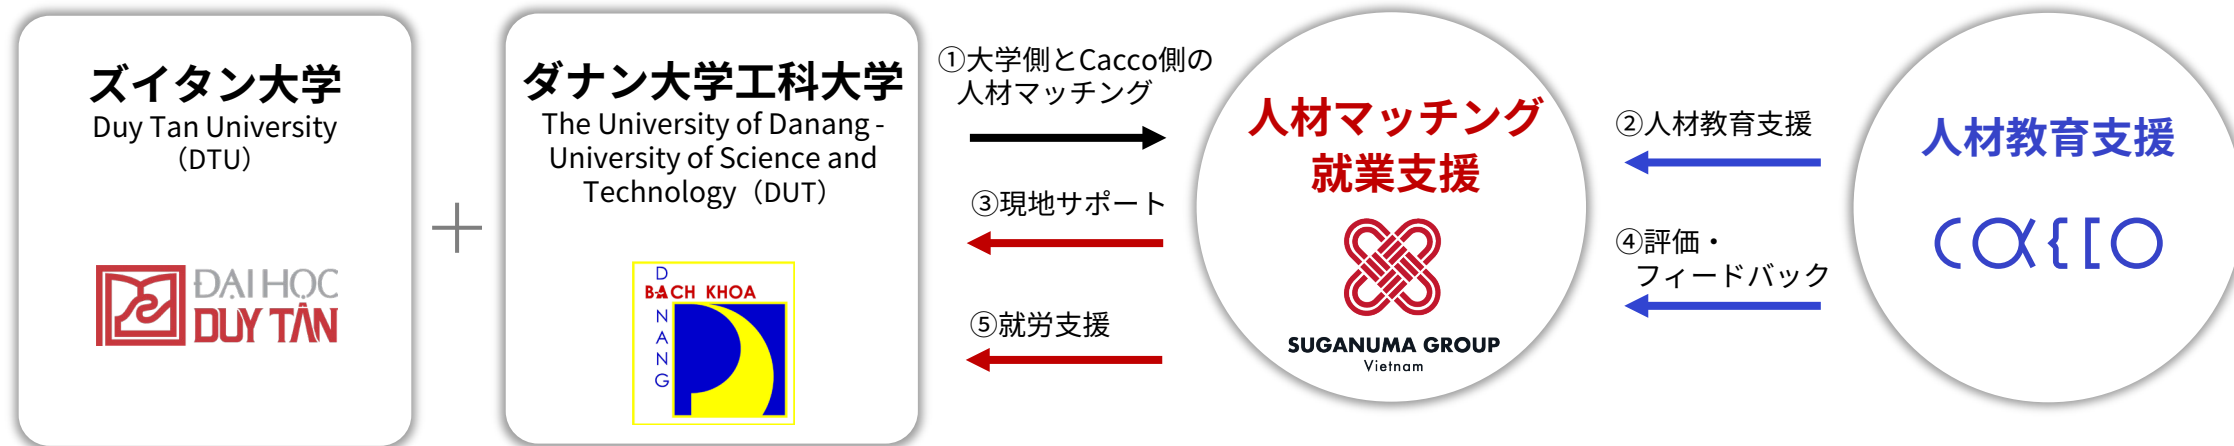 ズイタン大学
Duy Tan University
（DTU）
ĐẠI HỌC
DUY TÂN
ダナン大学工科大学
The University of Danang -
University of Science and
Technology（DUT）
DANANG
BACH KHOA
①大学側とCacco側の
人材マッチング
③現地サポート
⑤就労支援
人材マッチング
就業支援
SUGANUMA GROUP
Vietnam
②人材教育支援
④評価・
フィードバック
人材教育支援
cacco